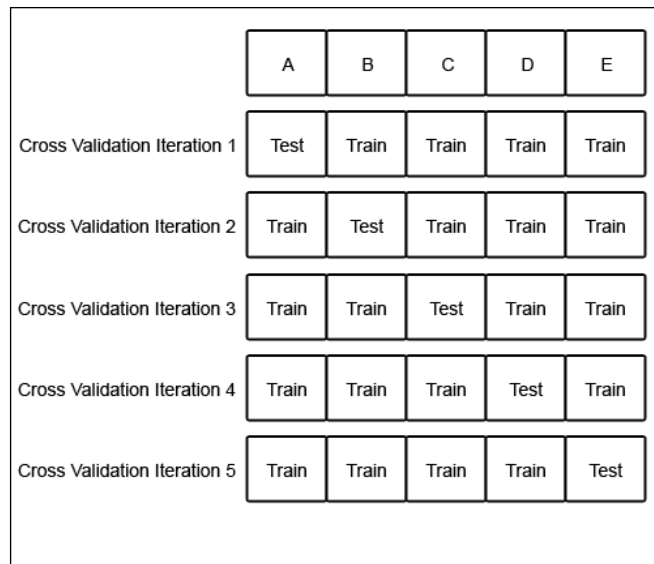 A B C D E
Cross Validation Iteration 1 Test Train Train Train Train
Cross Validation Iteration 2 Train Test Train Train Train
Cross Validation Iteration 3 Train Train Test Train Train
Cross Validation Iteration 4 Train Train Train Test Train
Cross Validation Iteration 5 Train Train Train Train Test